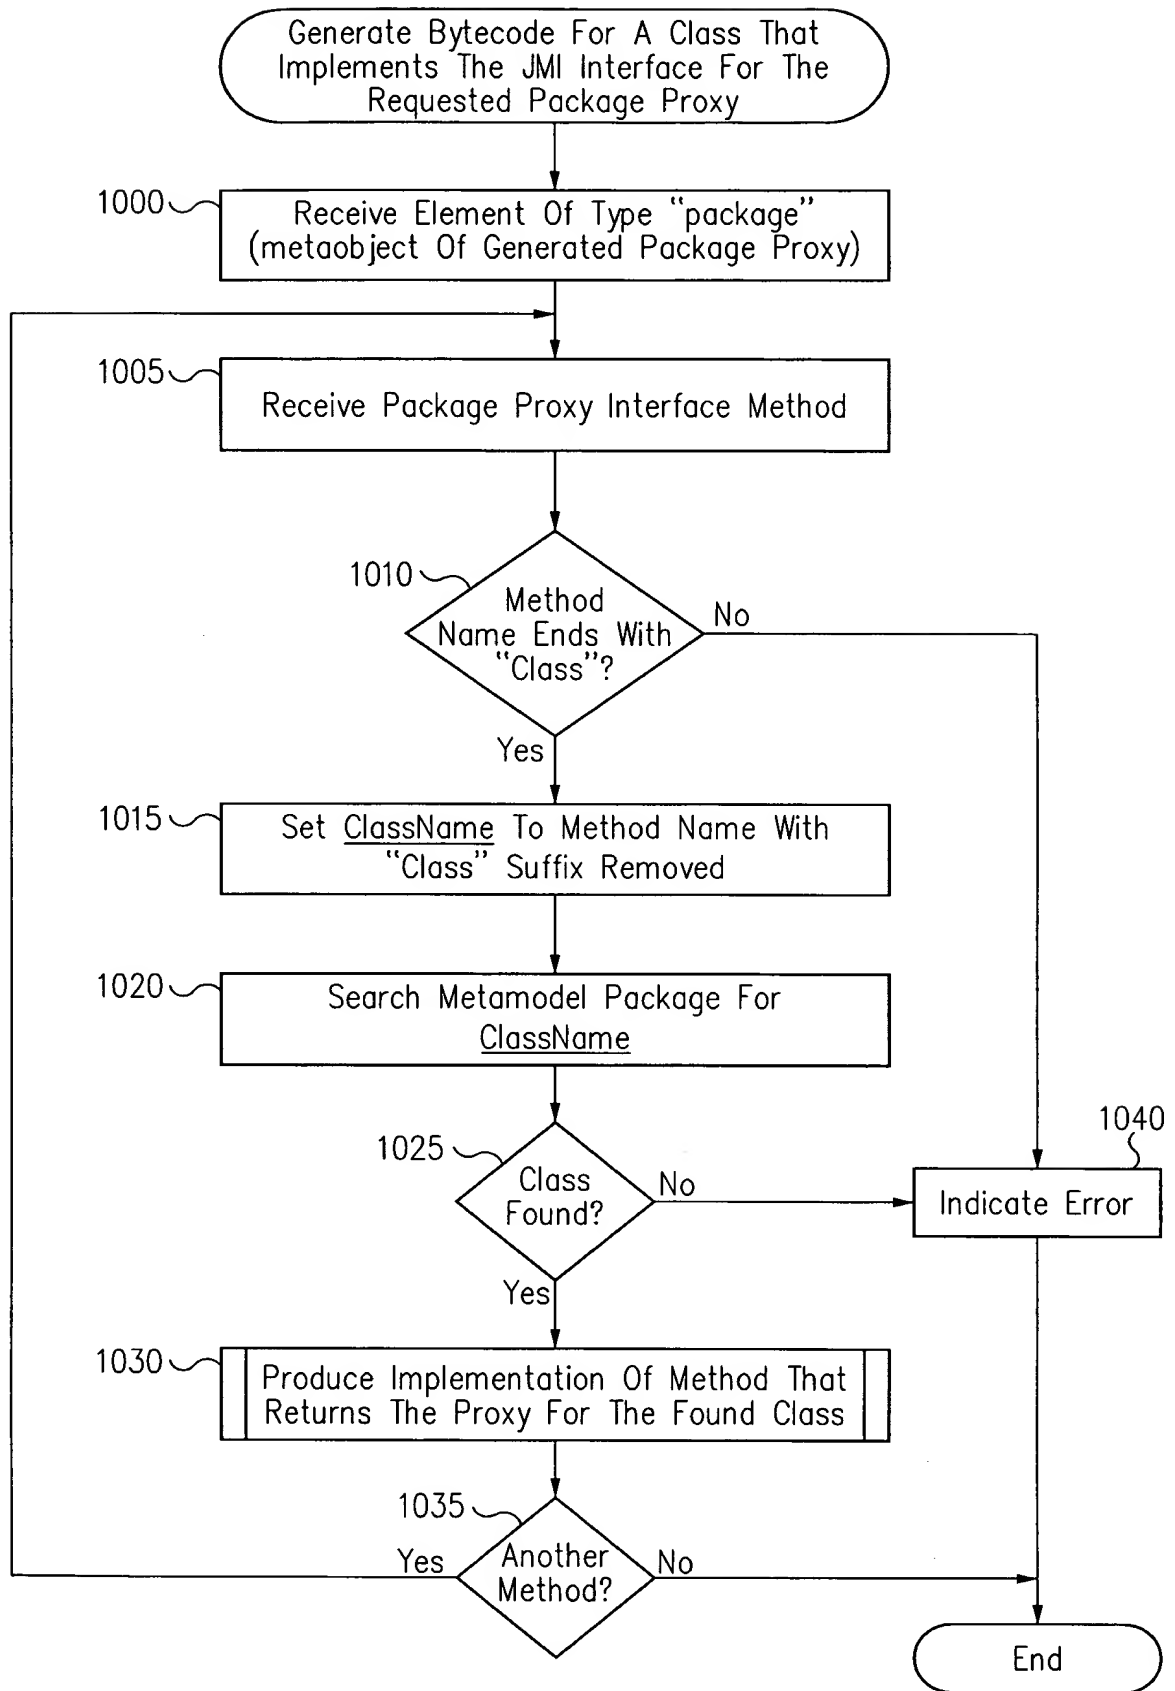 Generate Bytecode For A Class That
Implements The JMI Interface For The
Requested Package Proxy
1000
Receive Element Of Type “package”
(metaobject Of Generated Package Proxy)
1005
Receive Package Proxy Interface Method
1010
Method
Name Ends With
“Class”?
No
Yes
1015
Set ClassName To Method Name With
“Class” Suffix Removed
1020
Search Metamodel Package For
ClassName
1025
Class
Found?
No
1040
Indicate Error
Yes
1030
Produce Implementation Of Method That
Returns The Proxy For The Found Class
1035
Another
Method?
Yes
No
End